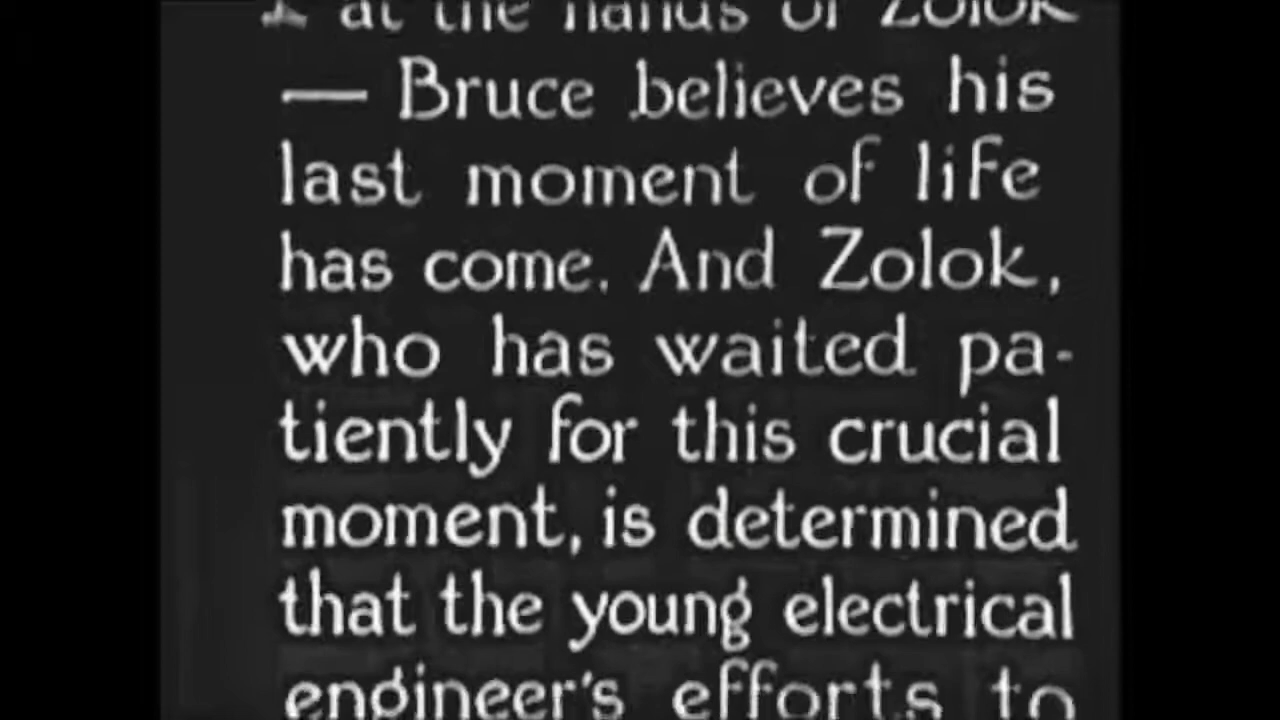 at the hands of Zolok
— Bruce believes his
last moment of life
has come. And Zolok,
who has waited pa-
tiently for this crucial
moment, is determined
that the young electrical
engineer's efforts to